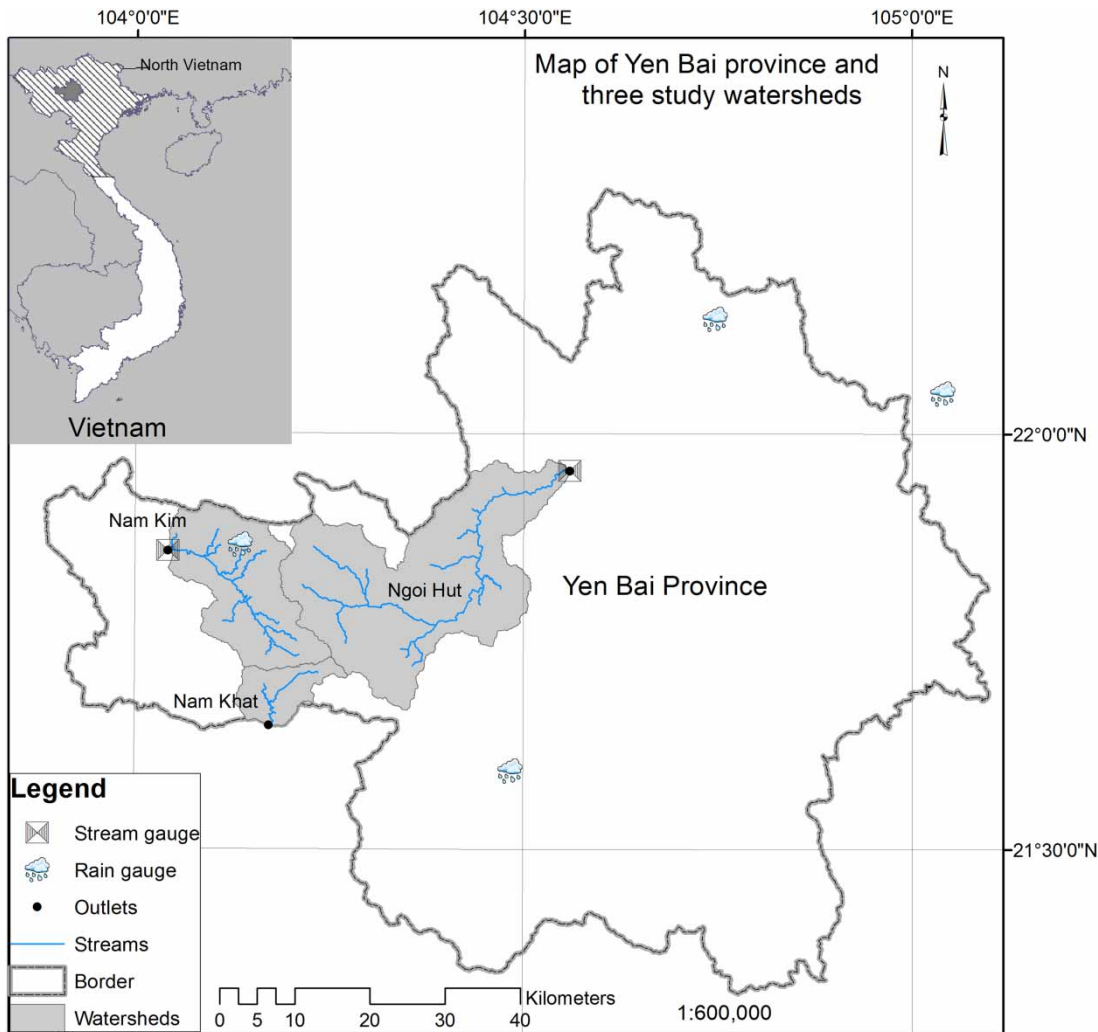 104°0'0"E
104°30'0"E
105°0'0"E
North Vietnam
Map of Yen Bai province and
three study watersheds
N
Vietnam
22°0'0"N
Nam Kim
Ngoi Hut
Yen Bai Province
Nam Khat
21°30'0"N
Legend
Stream gauge
Rain gauge
Outlets
Streams
Border
Watersheds
Kilometers
0 5 10 20 30 40
1:600,000